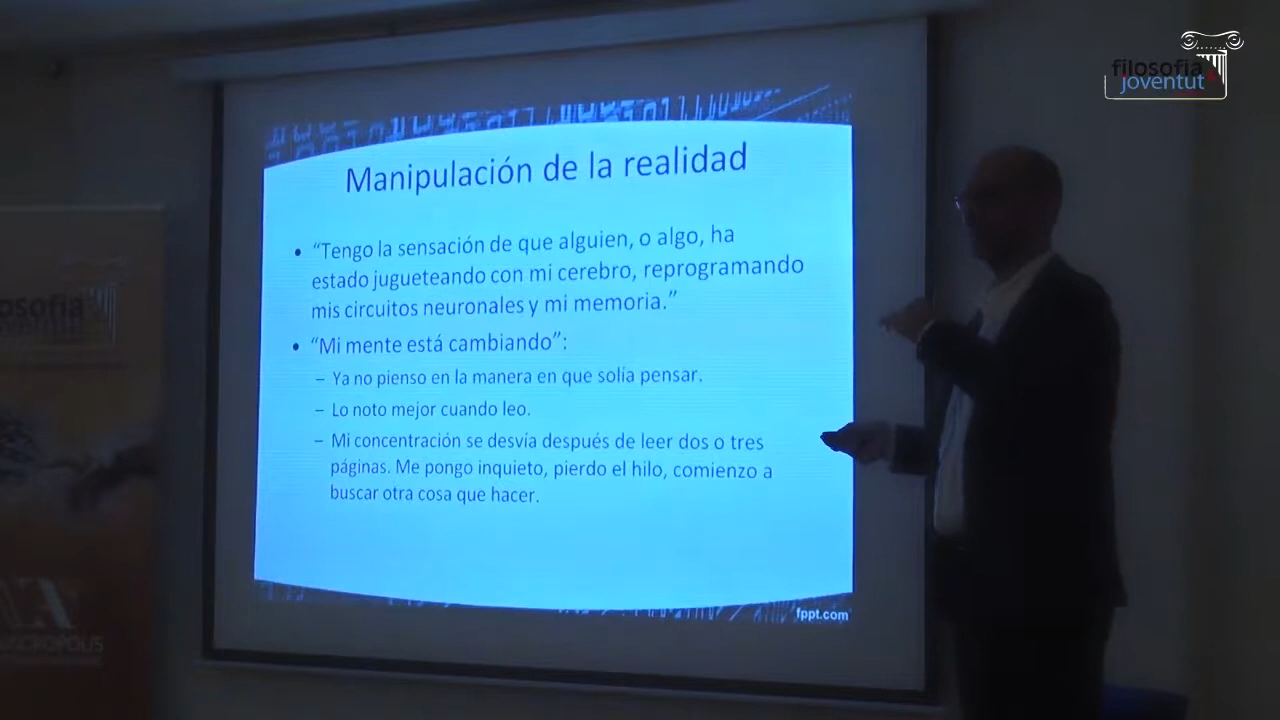 filosofia
joventut
Manipulación de la realidad
• “Tengo la sensación de que alguien, o algo, ha
estado jugueteando con mi cerebro, reprogramando
mis circuitos neuronales y mi memoria.”
• “Mi mente está cambiando”:
– Ya no pienso en la manera en que solía pensar.
– Lo noto mejor cuando leo.
– Mi concentración se desvía después de leer dos o tres
páginas. Me pongo inquieto, pierdo el hilo, comienzo a
buscar otra cosa que hacer.
fppt.com